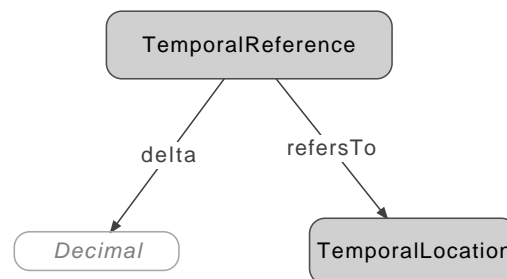 TemporalReference
delta
refersTo
Decimal
TemporalLocation